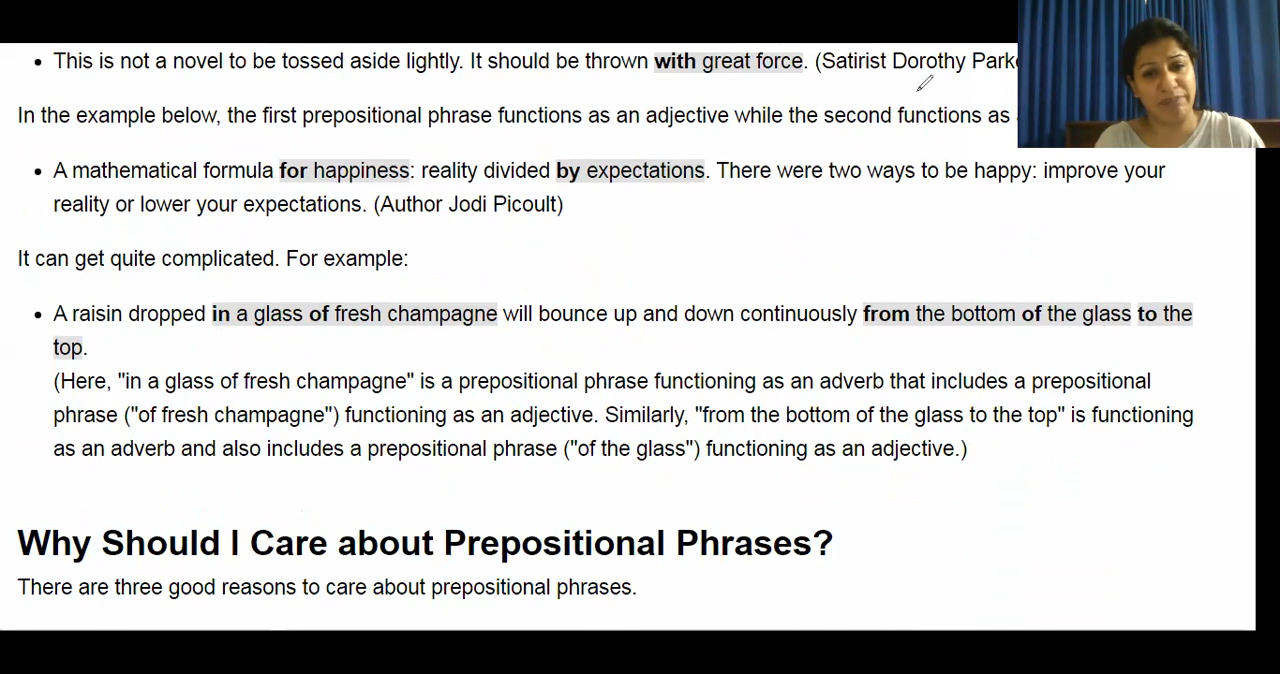 • This is not a novel to be tossed aside lightly. It should be thrown with great force. (Satirist Dorothy
In the example below, the first prepositional phrase functions as an adjective while the second functions as
• A mathematical formula for happiness: reality divided by expectations. There were two ways to be happy: improve your
reality or lower your expectations. (Author Jodi Picoult)
It can get quite complicated. For example:
• A raisin dropped in a glass of fresh champagne will bounce up and down continuously from the bottom of the glass to the
top.
(Here, "in a glass of fresh champagne" is a prepositional phrase functioning as an adverb that includes a prepositional
phrase ("of fresh champagne") functioning as an adjective. Similarly, "from the bottom of the glass to the top" is functioning
as an adverb and also includes a prepositional phrase ("of the glass") functioning as an adjective.)
Why Should I Care about Prepositional Phrases?
There are three good reasons to care about prepositional phrases.